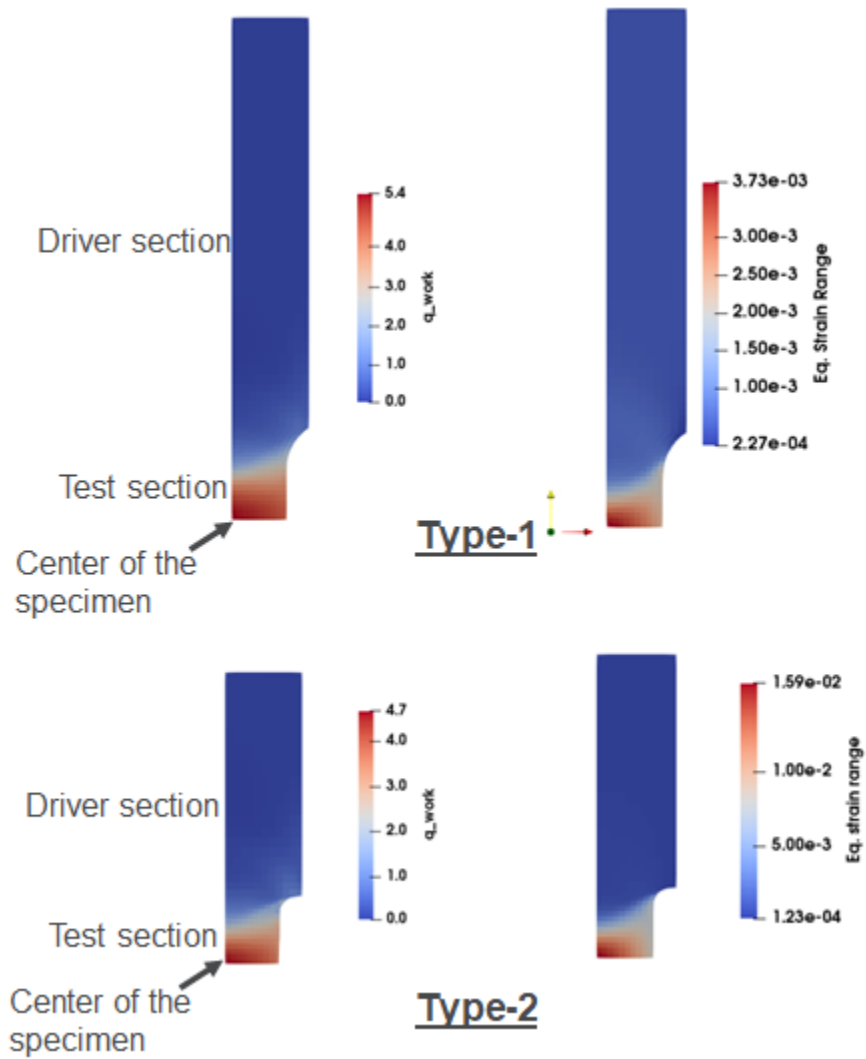 5.4
4.0
3.0
2.0
1.0
0.0
q_work
3.73e-03
3.00e-3
2.50e-3
2.00e-3
1.50e-3
1.00e-3
2.27e-04
Eq. Strain Range
Driver section
Test section
Center of the
specimen
Type-1
4.7
4.0
3.0
2.0
1.0
0.0
q_work
1.59e-02
1.00e-2
5.00e-3
1.23e-04
Eq. strain range
Driver section
Test section
Center of the
specimen
Type-2